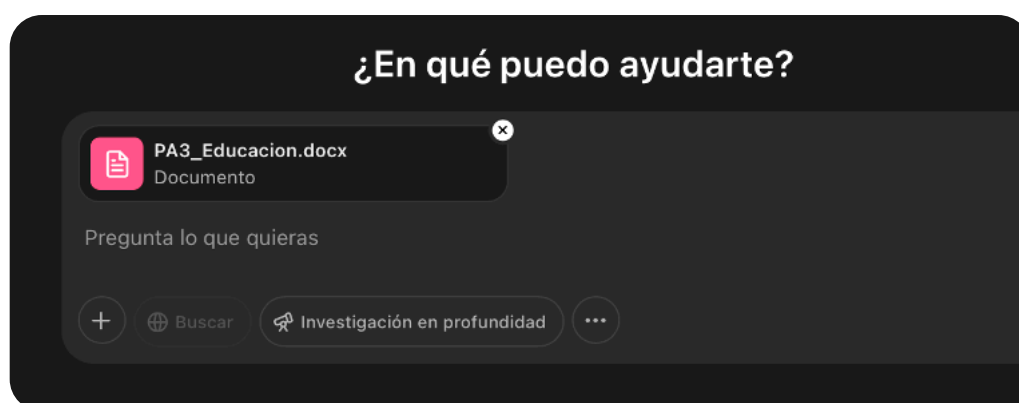 ¿En qué puedo ayudarte?
PA3_Educacion.docx
Documento
Pregunta lo que quieras
Buscar
Investigación en profundidad